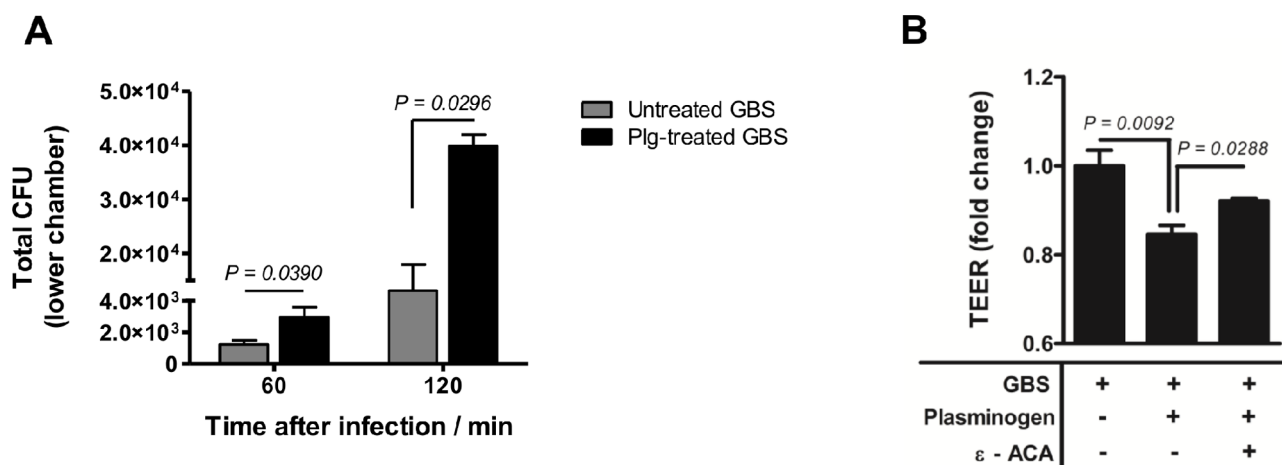 A
Total CFU
(lower chamber)
5.0×10⁴
4.0×10⁴
3.0×10⁴
2.0×10⁴
4.0×10³
2.0×10³
0
P = 0.0390
P = 0.0296
60
120
Time after infection / min
Untreated GBS
Plg-treated GBS
B
TEER (fold change)
1.2
1.0
0.8
0.6
P = 0.0092
P = 0.0288
GBS + + +
Plasminogen - + +
ε - ACA - - +